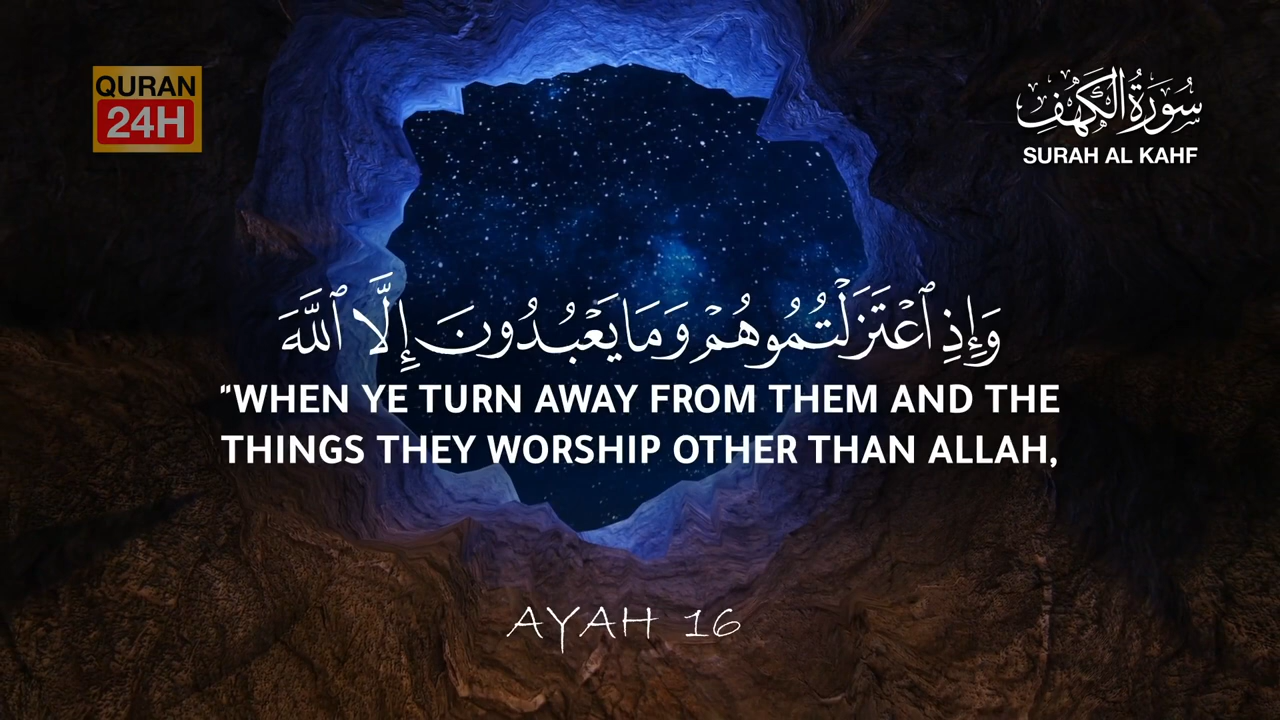 QURAN
24H
سُورَةُ الْكَهْفِ
SURAH AL KAHF
وَإِذِ ٱعْتَزَلْتُمُوهُمْ وَمَا يَعْبُدُونَ إِلَّا ٱللَّهَ
"WHEN YE TURN AWAY FROM THEM AND THE
THINGS THEY WORSHIP OTHER THAN ALLAH,
AYAH 16